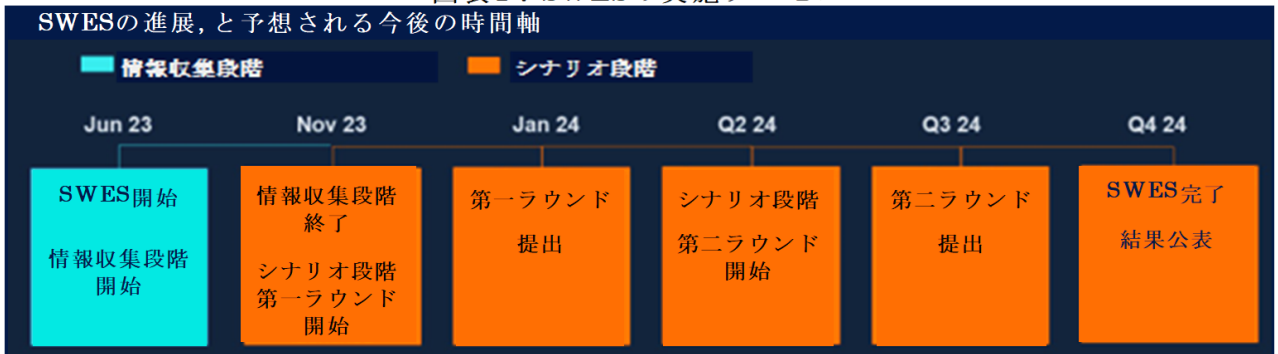 SWESの進展,と予想される今後の時間軸
情報収集段階
シナリオ段階
Jun 23
Nov 23
Jan 24
Q2 24
Q3 24
Q4 24
SWES開始
情報収集段階
開始
情報収集段階
終了
シナリオ段階
第一ラウンド
開始
第一ラウンド
提出
シナリオ段階
第二ラウンド
開始
第二ラウンド
提出
SWES完了
結果公表